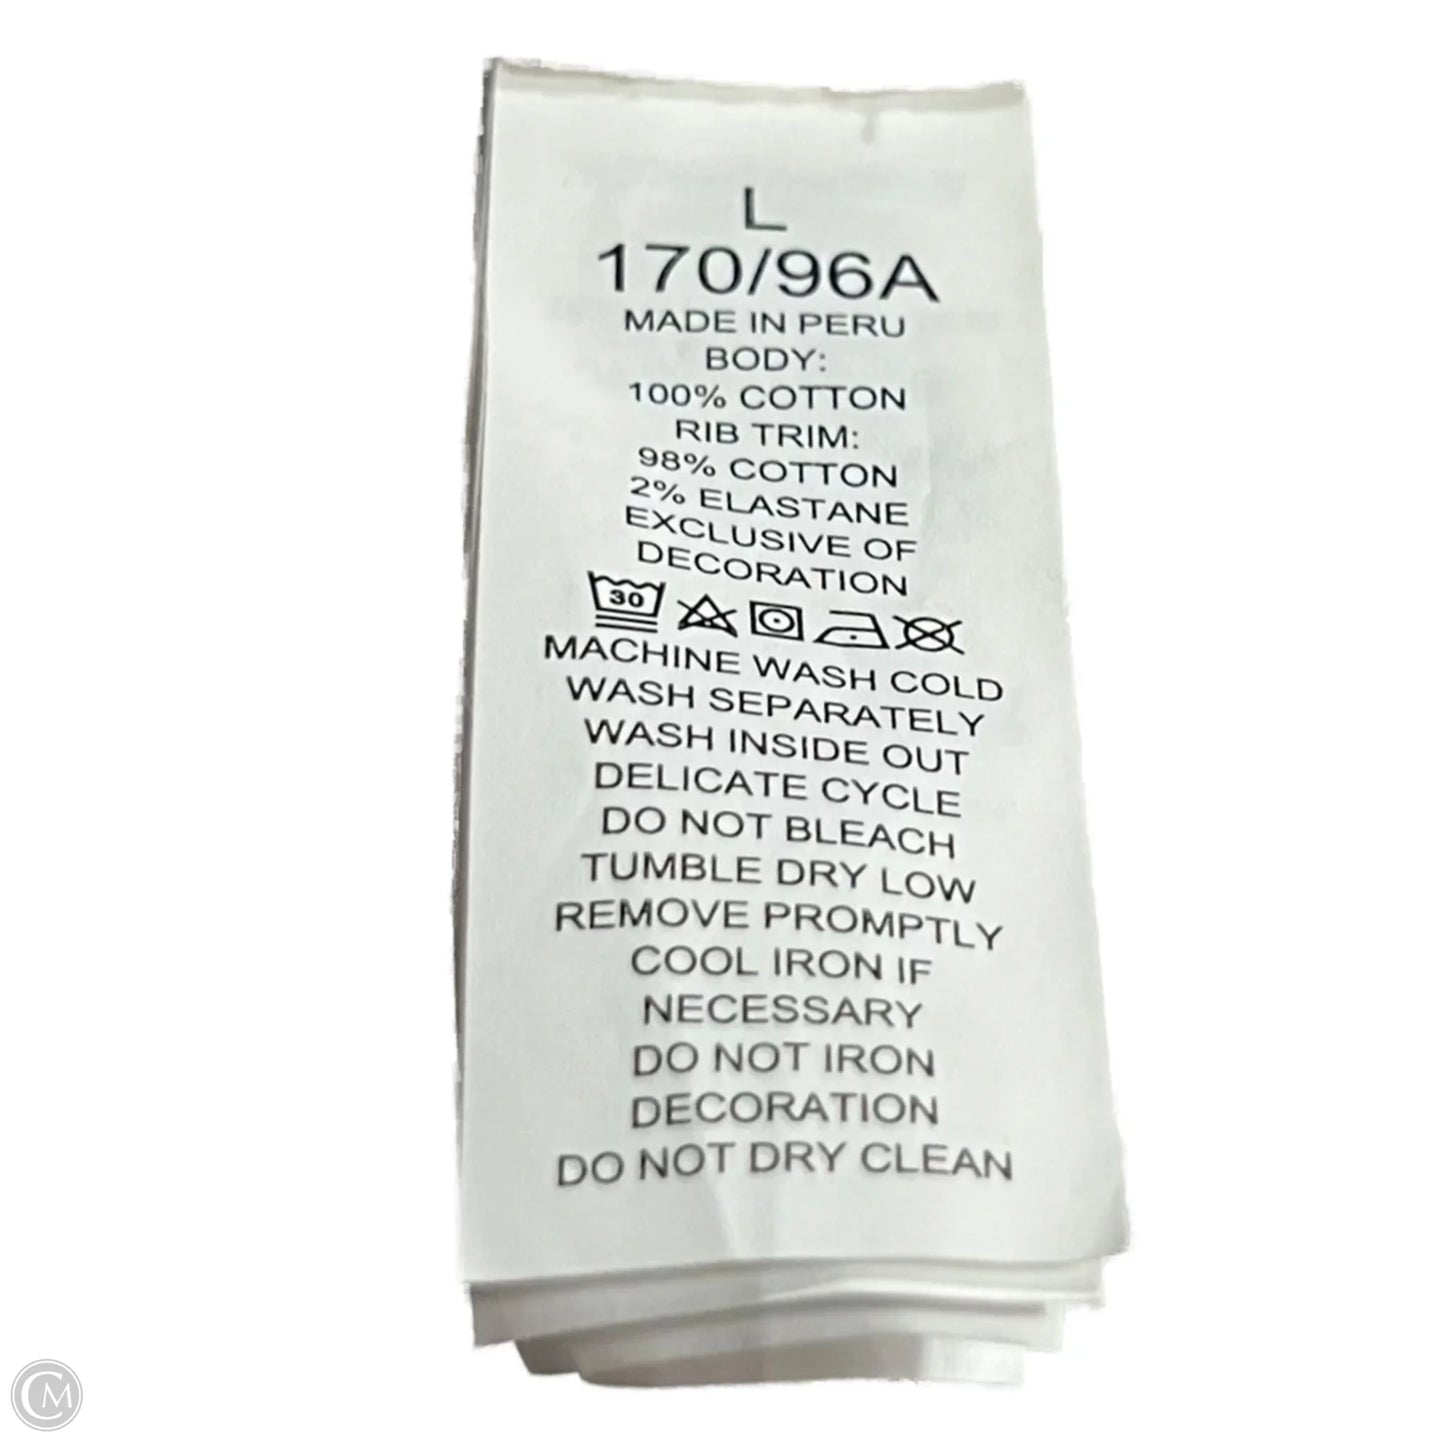 L
170/96A
MADE IN PERU
BODY:
100% COTTON
RIB TRIM:
98% COTTON
2% ELASTANE
EXCLUSIVE OF
DECORATION
30
MACHINE WASH COLD
WASH SEPARATELY
WASH INSIDE OUT
DELICATE CYCLE
DO NOT BLEACH
TUMBLE DRY LOW
REMOVE PROMPTLY
COOL IRON IF
NECESSARY
DO NOT IRON
DECORATION
DO NOT DRY CLEAN
CM